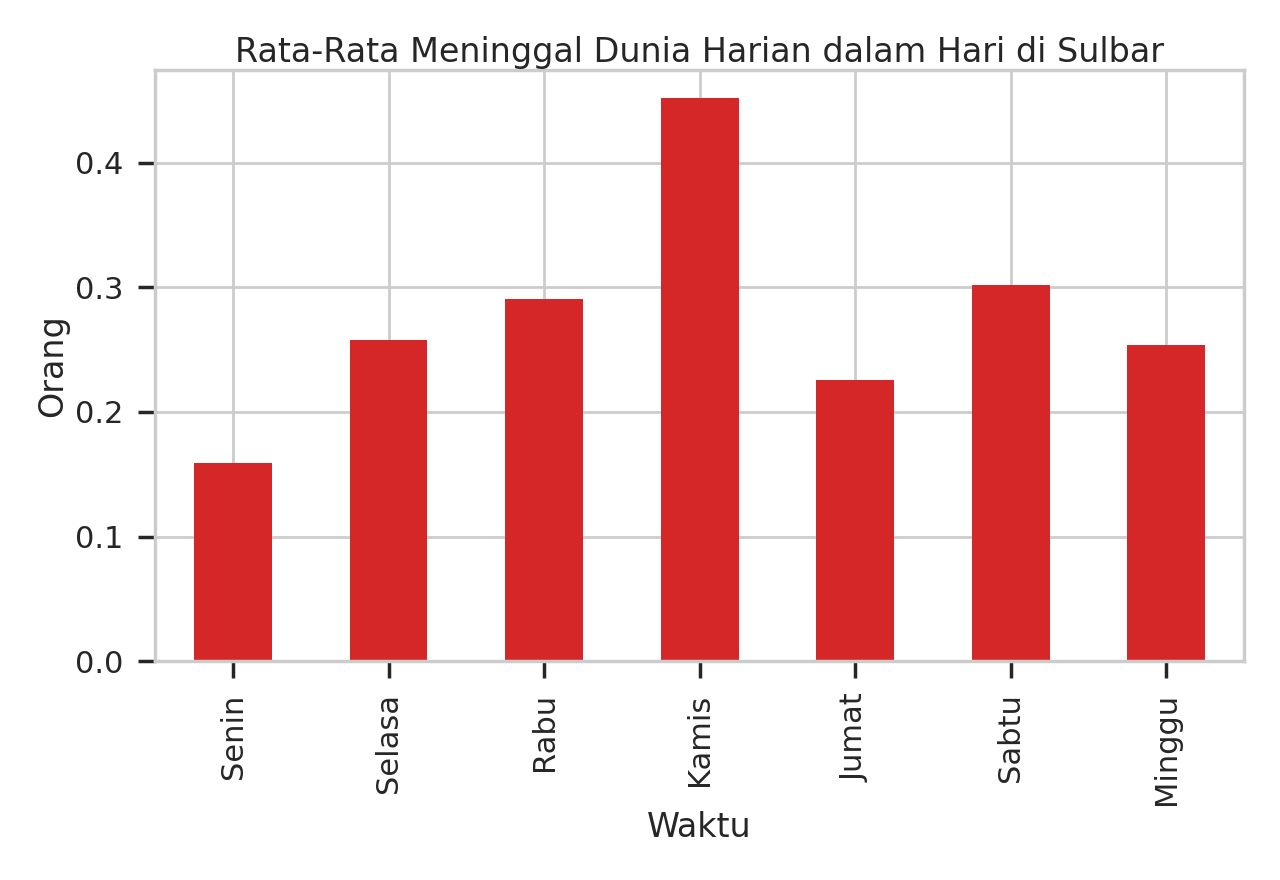 Rata-Rata Meninggal Dunia Harian dalam Hari di Sulbar
Orang
0.4
0.3
0.2
0.1
0.0
Senin
Selasa
Rabu
Kamis
Jumat
Sabtu
Minggu
Waktu